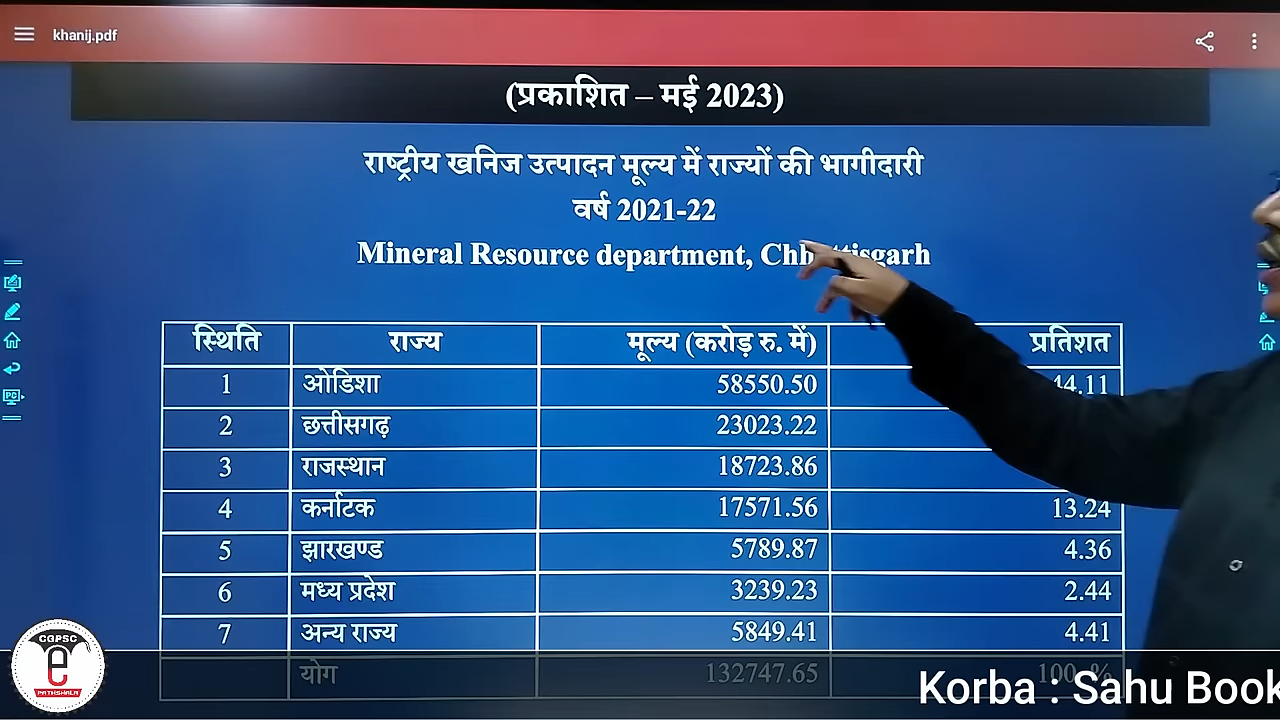 khanij.pdf
(प्रकाशित – मई 2023)
राष्ट्रीय खनिज उत्पादन मूल्य में राज्यों की भागीदारी
वर्ष 2021-22
Mineral Resource department,
स्थिति राज्य मूल्य (करोड़ रु. में) प्रतिशत
1 ओडिशा 58550.50 44.11
2 छत्तीसगढ़ 23023.22
3 राजस्थान 18723.86
4 कर्नाटक 17571.56 13.24
5 झारखण्ड 5789.87 4.36
6 मध्य प्रदेश 3239.23 2.44
7 अन्य राज्य 5849.41 4.41
योग 132747.65
CGPSC
e
PATHSHALA
Korba : Sahu Book